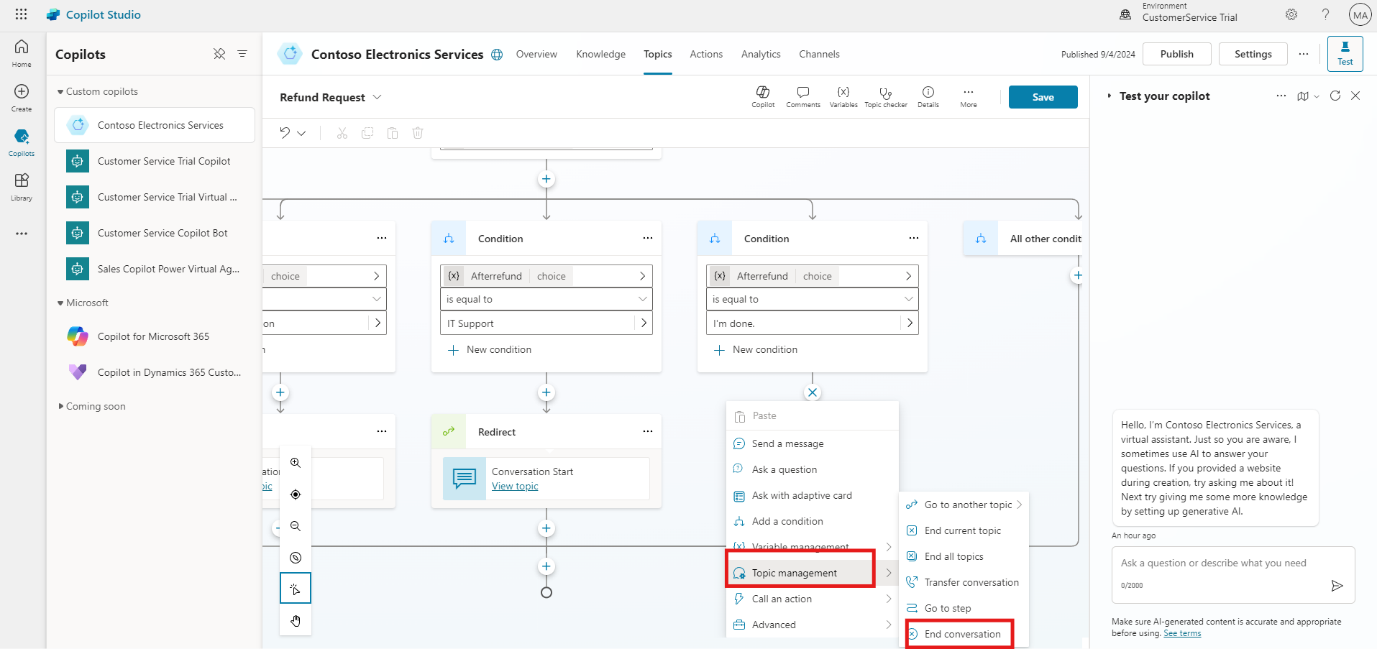 Copilot Studio
Environment
CustomerService Trial
MA
Home
Create
Copilots
Library
Copilots
Custom copilots
Contoso Electronics Services
Customer Service Trial Copilot
Customer Service Trial Virtual ...
Customer Service Copilot Bot
Sales Copilot Power Virtual Ag...
Microsoft
Copilot for Microsoft 365
Copilot in Dynamics 365 Custo...
Coming soon
Contoso Electronics Services
Overview
Knowledge
Topics
Actions
Analytics
Channels
Published 9/4/2024
Publish
Settings
Test
Refund Request
Copilot
Comments
{x}
Variables
Topic checker
Details
More
Save
choice
on
n
Condition
{x} Afterrefund choice
is equal to
IT Support
New condition
Condition
{x} Afterrefund choice
is equal to
I'm done.
New condition
All other condit
ation
pic
Redirect
Conversation Start
View topic
Paste
Send a message
Ask a question
Ask with adaptive card
Add a condition
{x} Variable management
Topic management
Call an action
Advanced
Go to another topic
End current topic
End all topics
Transfer conversation
Go to step
End conversation
Test your copilot
Hello, I'm Contoso Electronics Services, a
virtual assistant. Just so you are aware, I
sometimes use AI to answer your
questions. If you provided a website
during creation, try asking me about it!
Next try giving me some more knowledge
by setting up generative AI.
An hour ago
Ask a question or describe what you need
0/2000
Make sure AI-generated content is accurate and appropriate
before using. See terms